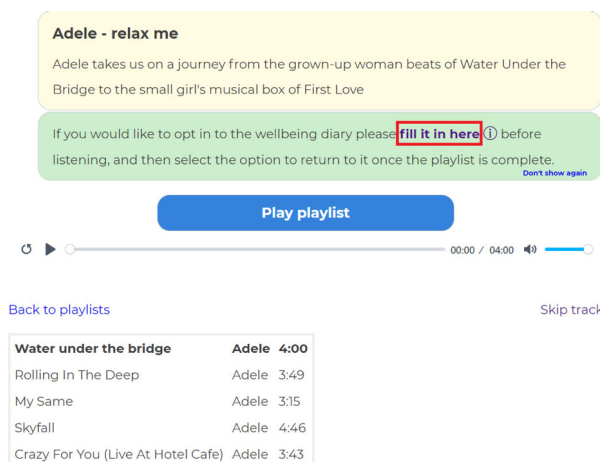 Adele - relax me
Adele takes us on a journey from the grown-up woman beats of Water Under the
Bridge to the small girl's musical box of First Love
If you would like to opt in to the wellbeing diary please fill it in here ⓘ before
listening, and then select the option to return to it once the playlist is complete.
Don't show again
Play playlist
00:00 / 04:00
Back to playlists Skip track
Water under the bridge Adele 4:00
Rolling In The Deep Adele 3:49
My Same Adele 3:15
Skyfall Adele 4:46
Crazy For You (Live At Hotel Cafe) Adele 3:43